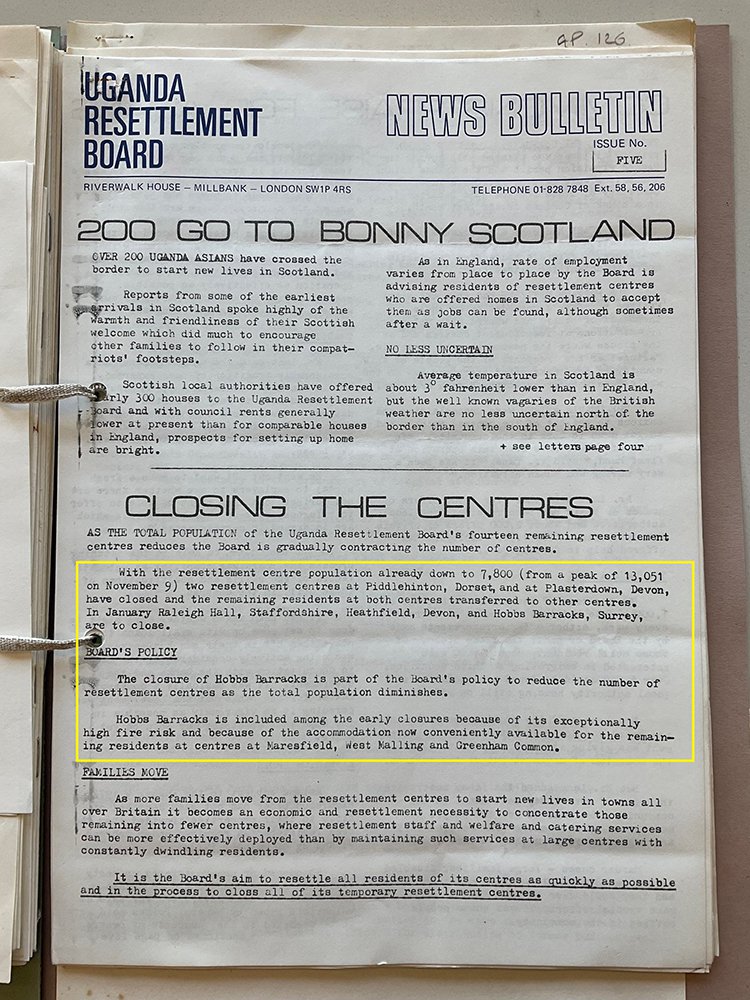 GP. 126
UGANDA
RESETTLEMENT
BOARD
NEWS BULLETIN
ISSUE No.
FIVE
RIVERWALK HOUSE – MILLBANK – LONDON SW1P 4RS
TELEPHONE 01-828 7848 Ext. 58, 56, 206
200 GO TO BONNY SCOTLAND
OVER 200 UGANDA ASIANS have crossed the
border to start new lives in Scotland.
Reports from some of the earliest
arrivals in Scotland spoke highly of the
warmth and friendliness of their Scottish
welcome which did much to encourage
other families to follow in their compat-
riots' footsteps.
Scottish local authorities have offered
early 300 houses to the Uganda Resettlement
Board and with council rents generally
lower at present than for comparable houses
in England, prospects for setting up home
are bright.
As in England, rate of employment
varies from place to place by the Board is
advising residents of resettlement centres
who are offered homes in Scotland to accept
them as jobs can be found, although sometimes
after a wait.
NO LESS UNCERTAIN
Average temperature in Scotland is
about 3° fahrenheit lower than in England,
but the well known vagaries of the British
weather are no less uncertain north of the
border than in the south of England.
+ see letters page four
CLOSING THE CENTRES
AS THE TOTAL POPULATION of the Uganda Resettlement Board's fourteen remaining resettlement
centres reduces the Board is gradually contracting the number of centres.
With the resettlement centre population already down to 7,800 (from a peak of 13,051
on November 9) two resettlement centres at Piddlehinton, Dorset, and at Plasterdown, Devon,
have closed and the remaining residents at both centres transferred to other centres.
In January Raleigh Hall, Staffordshire, Heathfield, Devon, and Hobbs Barracks, Surrey,
are to close.
BOARD'S POLICY
The closure of Hobbs Barracks is part of the Board's policy to reduce the number of
resettlement centres as the total population diminishes.
Hobbs Barracks is included among the early closures because of its exceptionally
high fire risk and because of the accommodation now conveniently available for the remain-
ing residents at centres at Maresfield, West Malling and Greenham Common.
FAMILIES MOVE
As more families move from the resettlement centres to start new lives in towns all
over Britain it becomes an economic and resettlement necessity to concentrate those
remaining into fewer centres, where resettlement staff and welfare and catering services
can be more effectively deployed than by maintaining such services at large centres with
constantly dwindling residents.
It is the Board's aim to resettle all residents of its centres as quickly as possible
and in the process to closs all of its temporary resettlement centres.